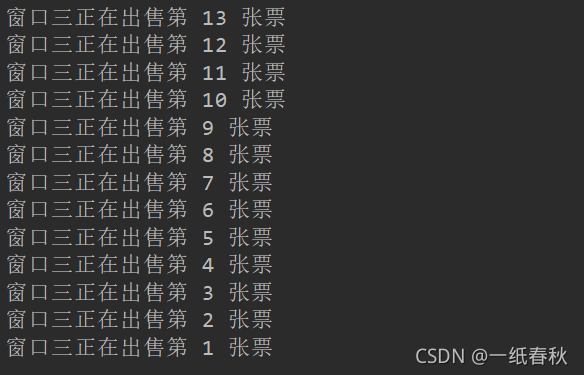 窗口三正在出售第 13 张票
窗口三正在出售第 12 张票
窗口三正在出售第 11 张票
窗口三正在出售第 10 张票
窗口三正在出售第 9 张票
窗口三正在出售第 8 张票
窗口三正在出售第 7 张票
窗口三正在出售第 6 张票
窗口三正在出售第 5 张票
窗口三正在出售第 4 张票
窗口三正在出售第 3 张票
窗口三正在出售第 2 张票
窗口三正在出售第 1 张票
CSDN @一纸春秋